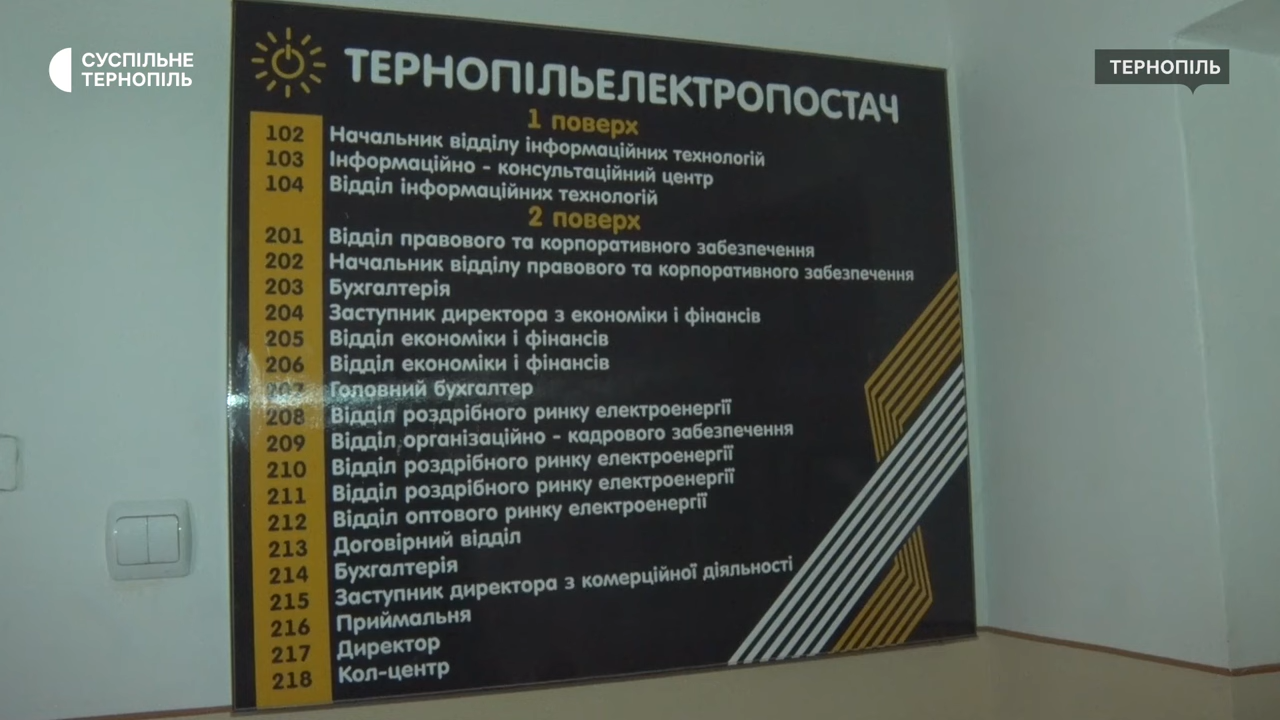 СУСПІЛЬНЕ
ТЕРНОПІЛЬ
ТЕРНОПІЛЬ
ТЕРНОПІЛЬЕЛЕКТРОПОСТАЧ
1 поверх
102 Начальник відділу інформаційних технологій
103 Інформаційно - консультаційний центр
104 Відділ інформаційних технологій
2 поверх
201 Відділ правового та корпоративного забезпечення
202 Начальник відділу правового та корпоративного забезпечення
203 Бухгалтерія
204 Заступник директора з економіки і фінансів
205 Відділ економіки і фінансів
206 Відділ економіки і фінансів
207 Головний бухгалтер
208 Відділ роздрібного ринку електроенергії
209 Відділ організаційно - кадрового забезпечення
210 Відділ роздрібного ринку електроенергії
211 Відділ роздрібного ринку електроенергії
212 Відділ оптового ринку електроенергії
213 Договірний відділ
214 Бухгалтерія
215 Заступник директора з комерційної діяльності
216 Приймальня
217 Директор
218 Кол-центр